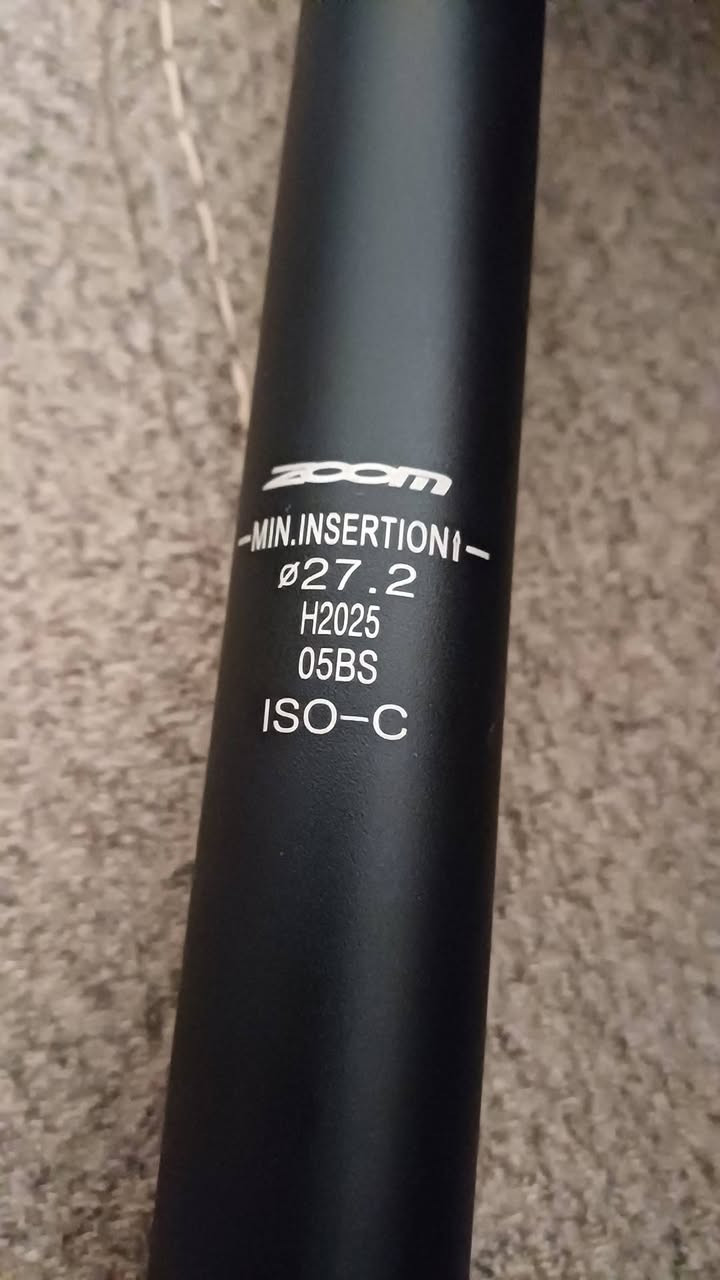 ZOOM
-MIN.INSERTION↑-
ø27.2
H2025
05BS
ISO-C